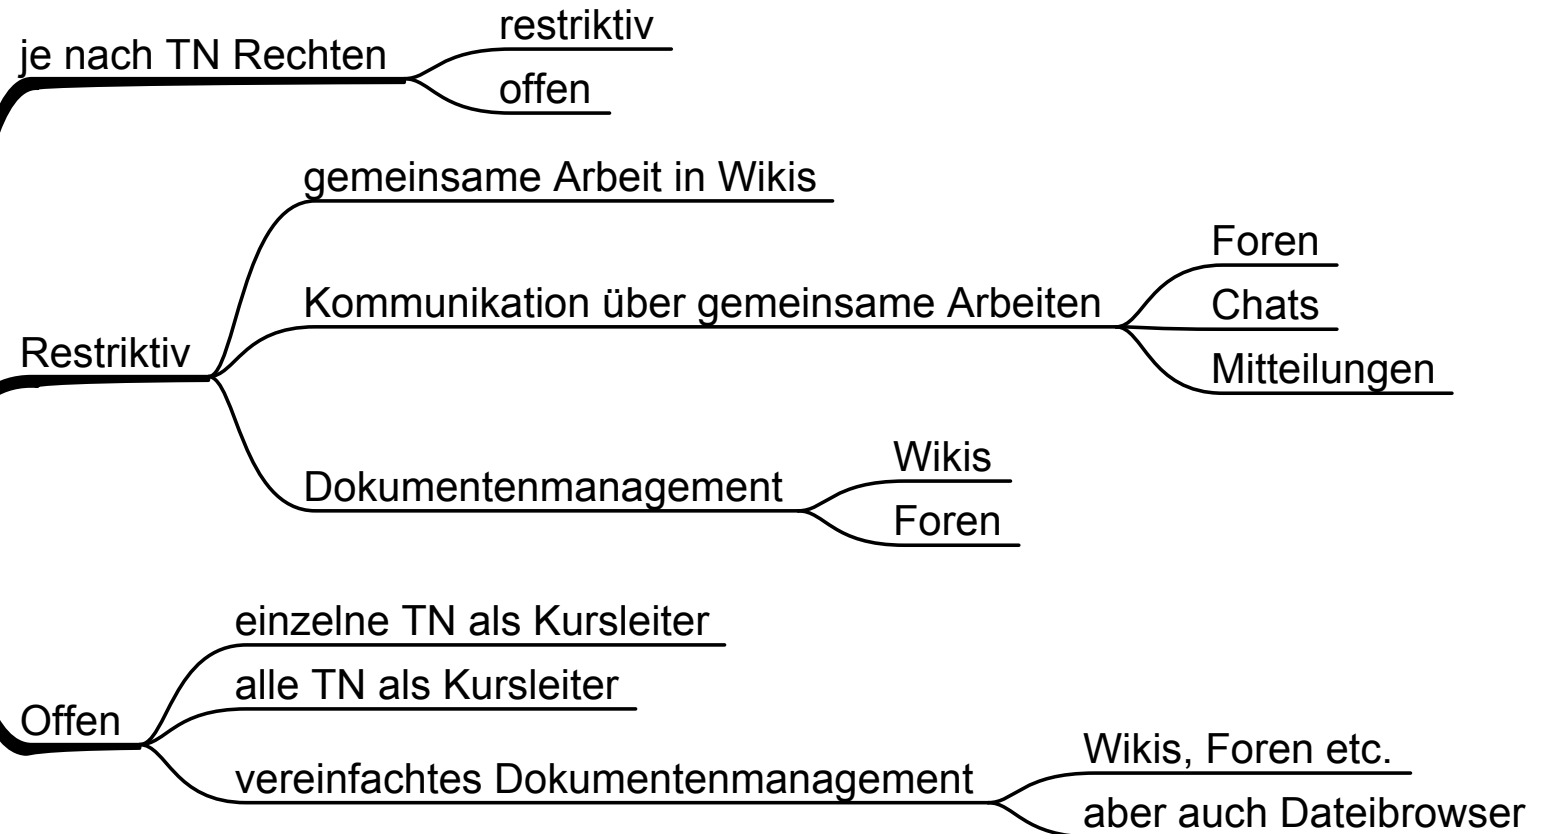 je nach TN Rechten
restriktiv
offen
Restriktiv
gemeinsame Arbeit in Wikis
Kommunikation über gemeinsame Arbeiten
Foren
Chats
Mitteilungen
Dokumentenmanagement
Wikis
Foren
Offen
einzelne TN als Kursleiter
alle TN als Kursleiter
vereinfachtes Dokumentenmanagement
Wikis, Foren etc.
aber auch Dateibrowser